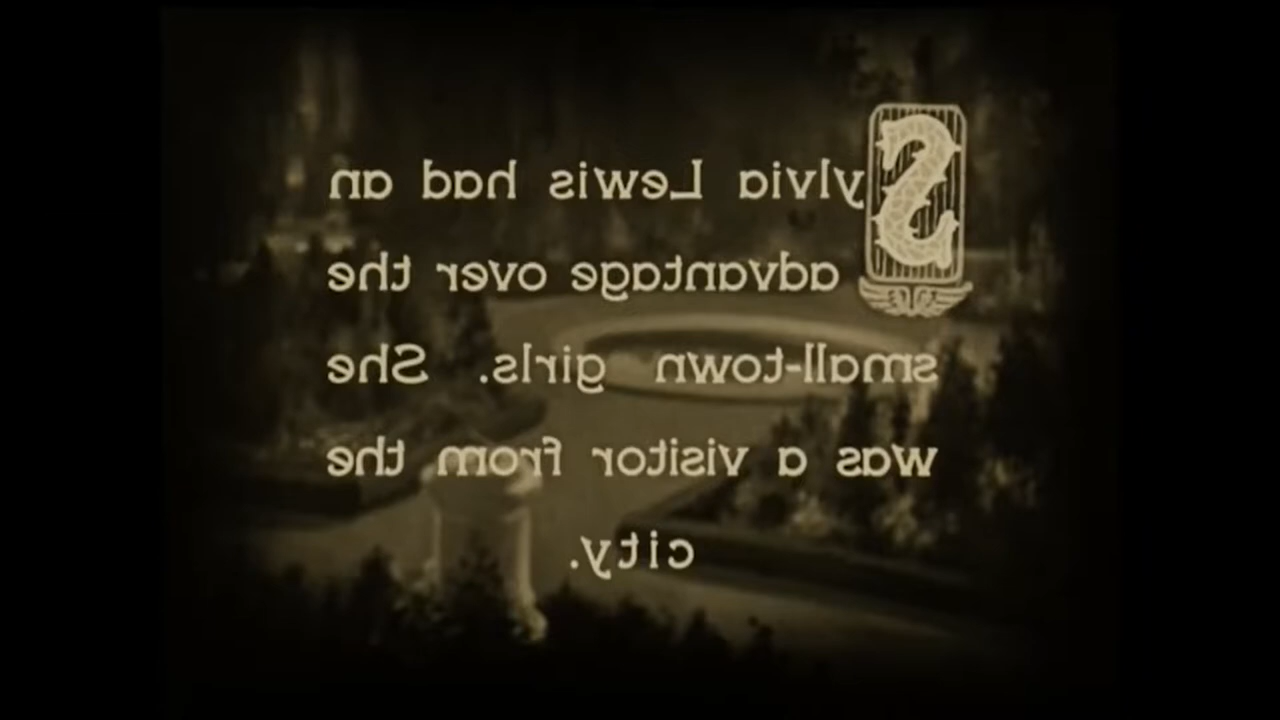 Sylvia Lewis had an
advantage over the
small-town girls. She
was a visitor from the
city.